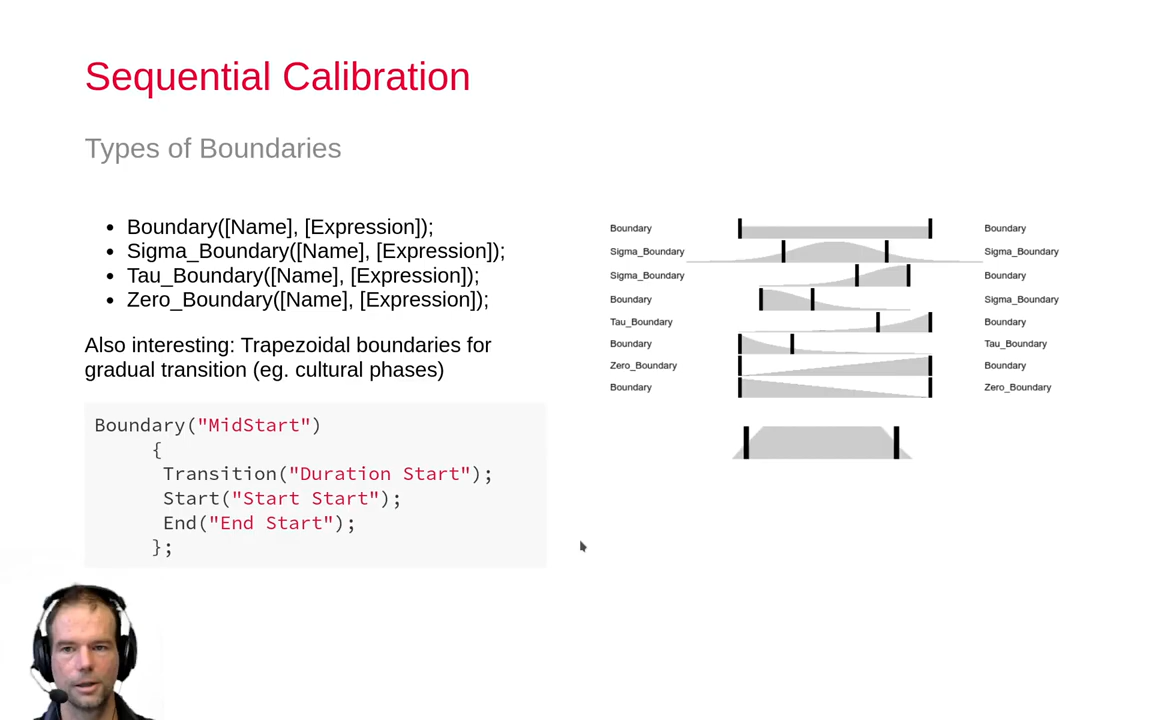 Sequential Calibration
Types of Boundaries
• Boundary([Name], [Expression]);
• Sigma_Boundary([Name], [Expression]);
• Tau_Boundary([Name], [Expression]);
• Zero_Boundary([Name], [Expression]);
Also interesting: Trapezoidal boundaries for
gradual transition (eg. cultural phases)
Boundary("MidStart")
{
Transition("Duration Start");
Start("Start Start");
End("End Start");
};
Boundary Boundary
Sigma_Boundary Sigma_Boundary
Sigma_Boundary Boundary
Boundary Sigma_Boundary
Tau_Boundary Boundary
Boundary Tau_Boundary
Zero_Boundary Boundary
Boundary Zero_Boundary